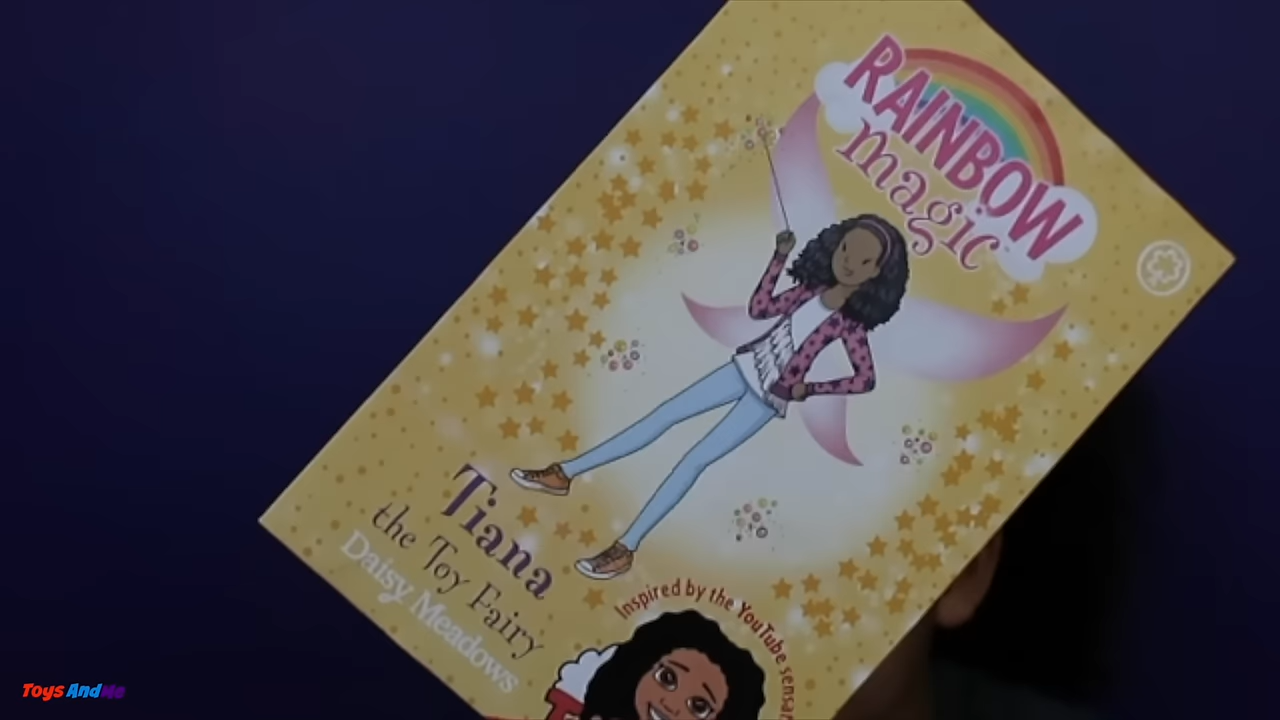 RAINBOW
magic
Tiana
the Toy Fairy
Daisy Meadows
Inspired by the YouTube
ToysAndMe